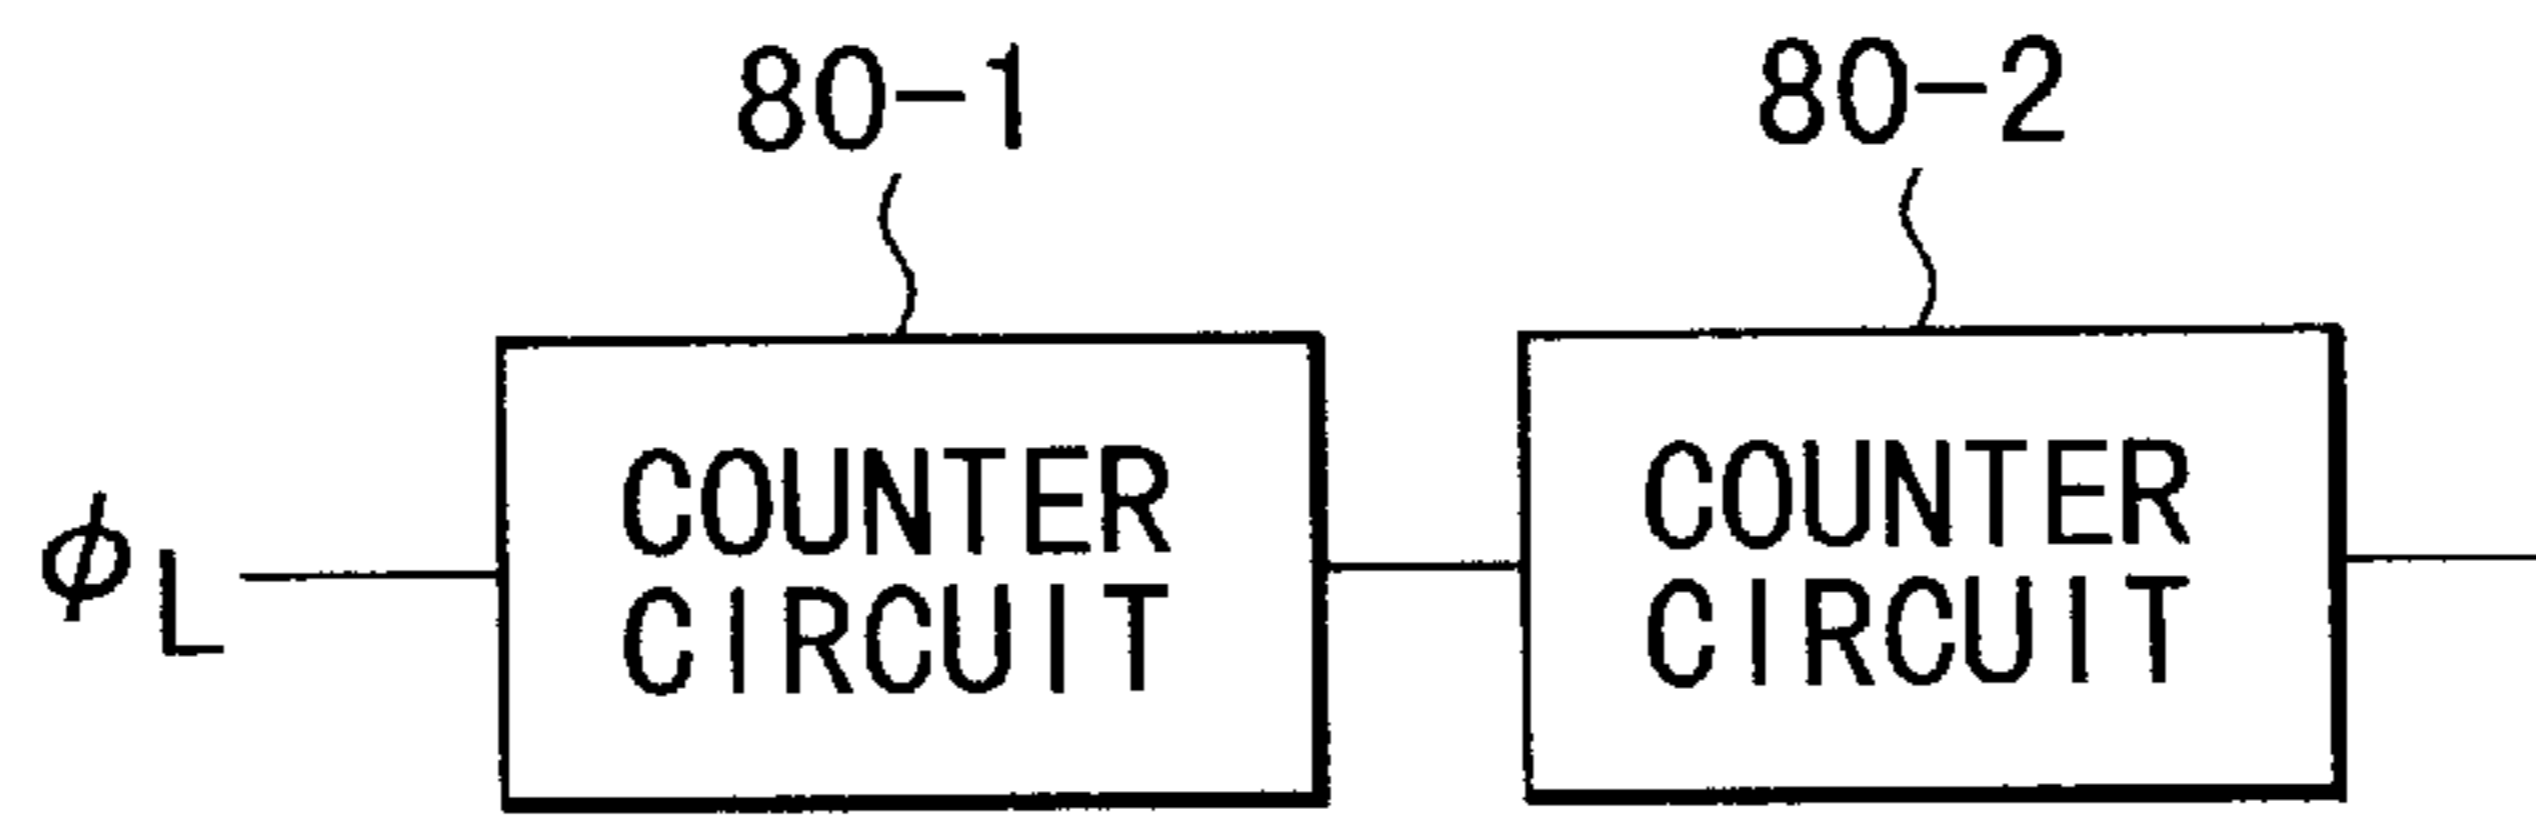 80-1
80-2
ϕL
COUNTER
CIRCUIT
COUNTER
CIRCUIT